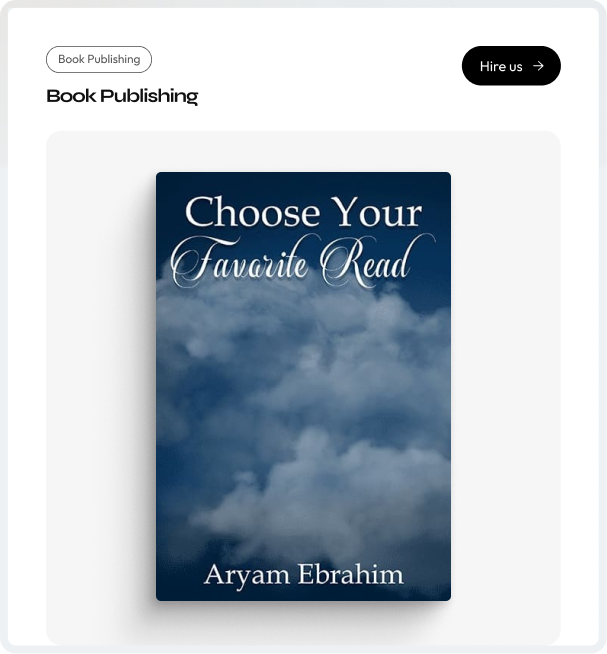 Book Publishing
Hire us
Book Publishing
Choose Your
Favorite Read
Aryam Ebrahim